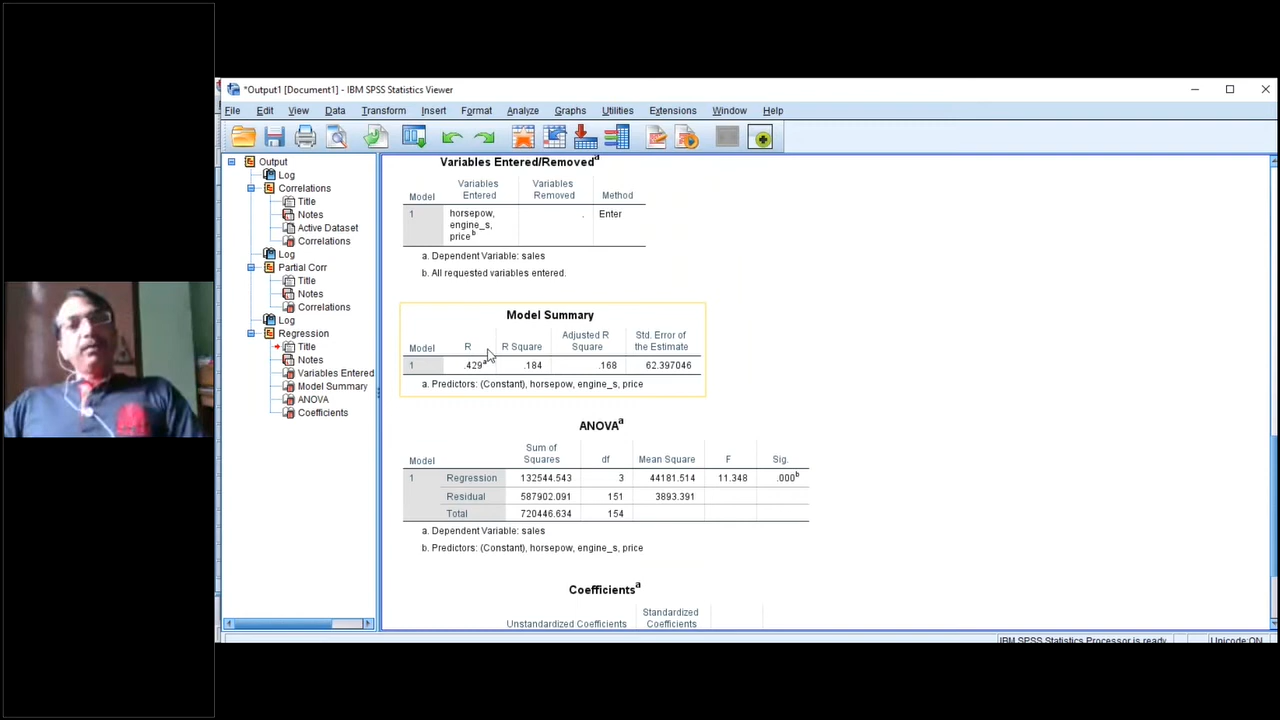 *Output1 [Document1] - IBM SPSS Statistics Viewer
File Edit View Data Transform Insert Format Analyze Graphs Utilities Extensions Window Help
Output
Log
Correlations
Title
Notes
Active Dataset
Correlations
Log
Partial Corr
Title
Notes
Correlations
Log
Regression
Title
Notes
Variables Entered
Model Summary
ANOVA
Coefficients
Variables Entered/Removeda
Model Variables Entered Variables Removed Method
1 horsepow, engine_s, priceb . Enter
a. Dependent Variable: sales
b. All requested variables entered.
Model Summary
Model R R Square Adjusted R Square Std. Error of the Estimate
1 .429a .184 .168 62.397046
a. Predictors: (Constant), horsepow, engine_s, price
ANOVAa
Model Sum of Squares df Mean Square F Sig.
1 Regression 132544.543 3 44181.514 11.348 .000b
Residual 587902.091 151 3893.391
Total 720446.634 154
a. Dependent Variable: sales
b. Predictors: (Constant), horsepow, engine_s, price
Coefficientsa
Unstandardized Coefficients Standardized Coefficients
IBM SPSS Statistics Processor is ready Unicode:ON